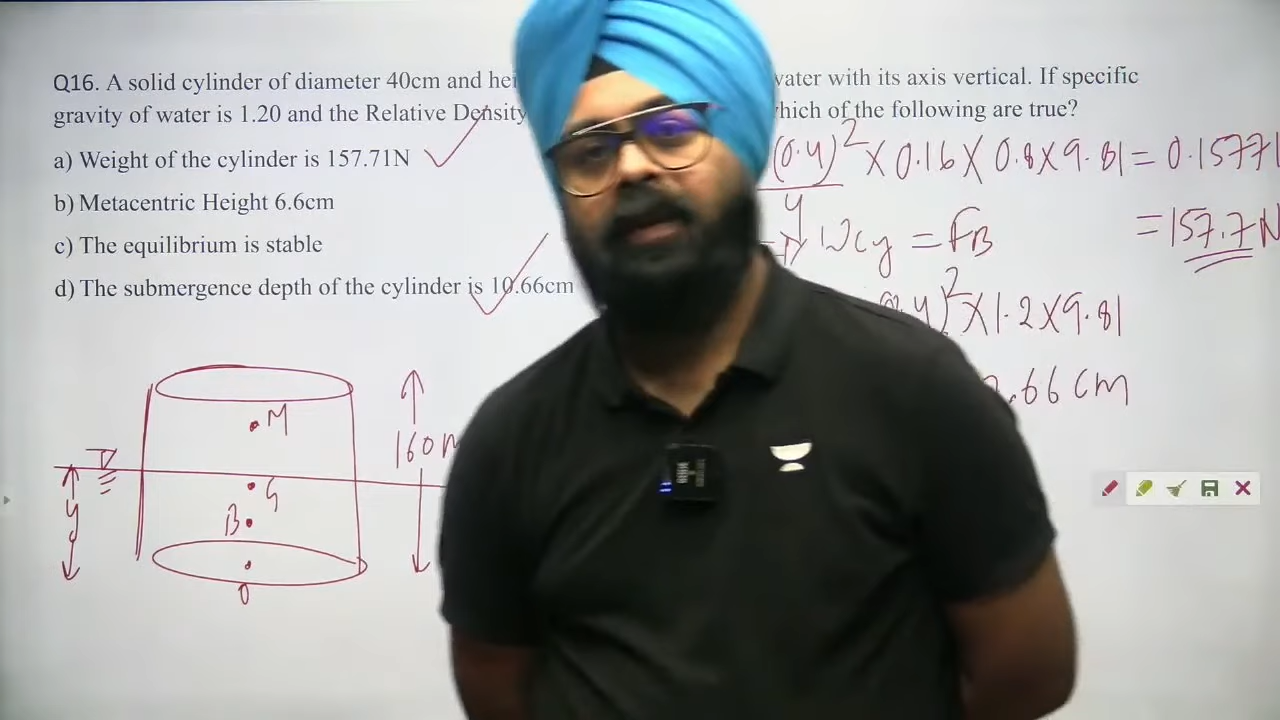 Q16. A solid cylinder of diameter 40cm and water with its axis vertical. If specific
gravity of water is 1.20 and the Relative Density which of the following are true?
a) Weight of the cylinder is 157.71N
b) Metacentric Height 6.6cm
c) The equilibrium is stable
d) The submergence depth of the cylinder is 10.66cm
(0.4)² × 0.16 × 0.8 × 9.81 = 0.1577
4
= 157.7N
→ Wcy = FB
)² × 1.2 × 9.81
.66 cm
M
160
G
B
y
O